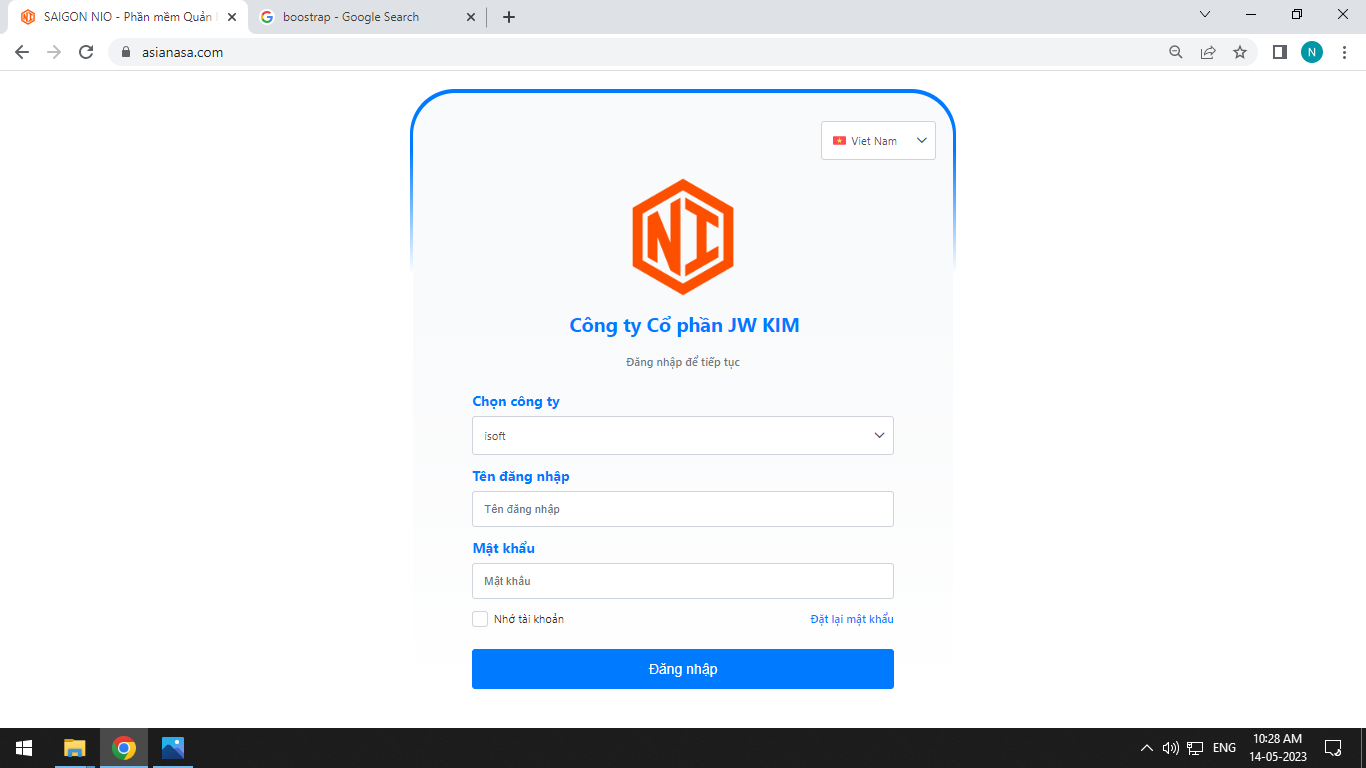 SAIGON NIO - Phần mềm Quản
boostrap - Google Search
asianasa.com
N
Viet Nam
NI
Công ty Cổ phần JW KIM
Đăng nhập để tiếp tục
Chọn công ty
isoft
Tên đăng nhập
Tên đăng nhập
Mật khẩu
Mật khẩu
Nhớ tài khoản
Đặt lại mật khẩu
Đăng nhập
ENG
10:28 AM
14-05-2023